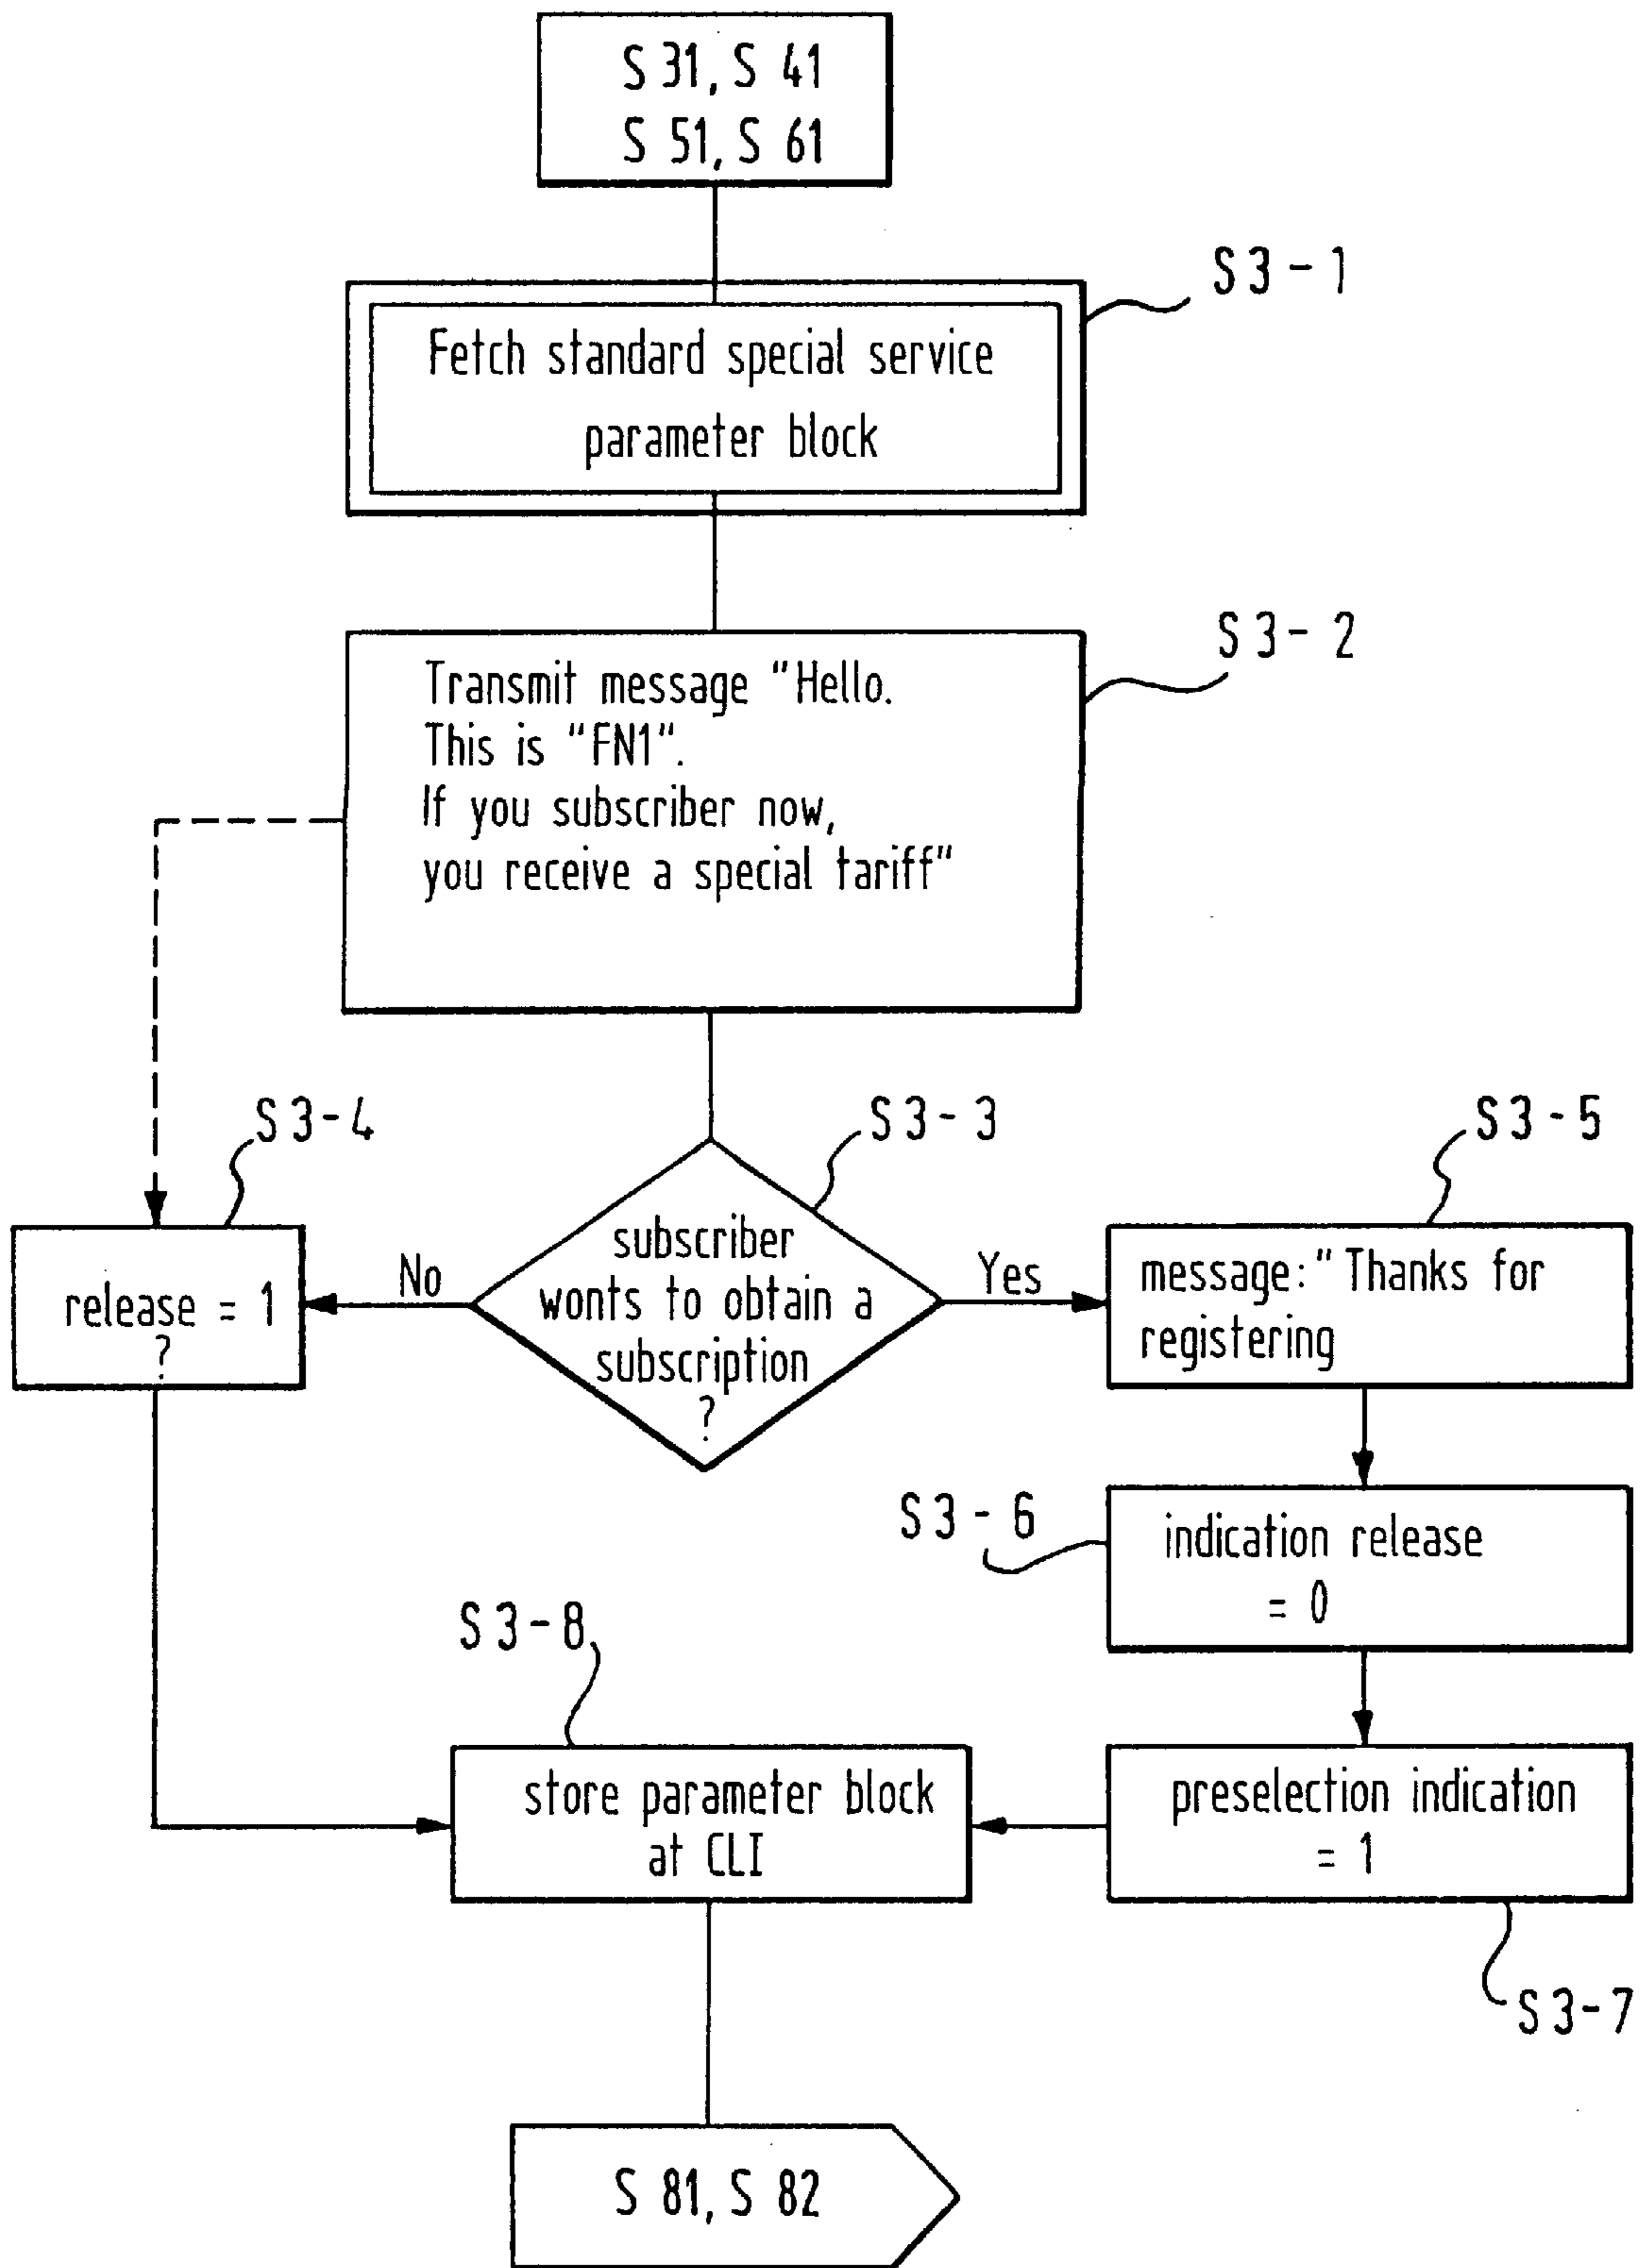 S 31, S 41
S 51, S 61
S 3 - 1
Fetch standard special service
parameter block
S 3 - 2
Transmit message "Hello.
This is "FN1".
If you subscriber now,
you receive a special tariff"
S 3 - 4
S 3 - 3
S 3 - 5
release = 1
?
No
subscriber
wonts to obtain a
subscription
?
Yes
message: "Thanks for
registering
S 3 - 6
indication release
= 0
S 3 - 8
store parameter block
at CLI
preselection indication
= 1
S 3 - 7
S 81, S 82